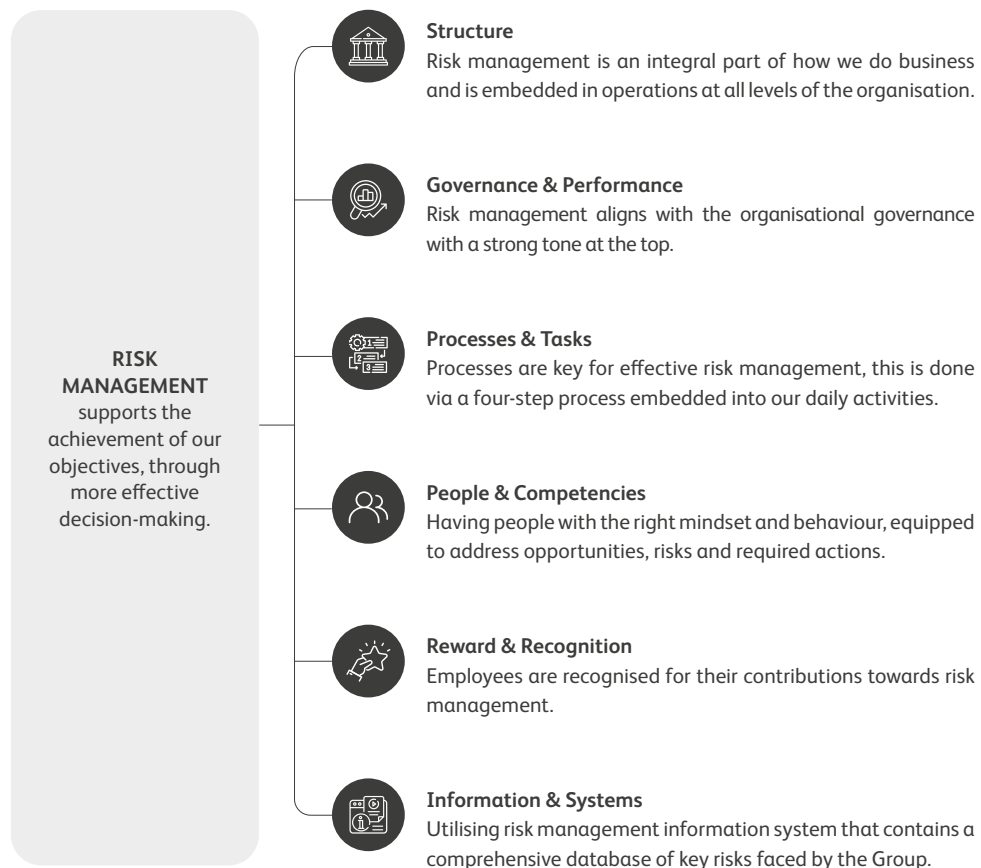 RISK
MANAGEMENT
supports the
achievement of our
objectives, through
more effective
decision-making.
Structure
Risk management is an integral part of how we do business
and is embedded in operations at all levels of the organisation.
Governance & Performance
Risk management aligns with the organisational governance
with a strong tone at the top.
1
2
3
Processes & Tasks
Processes are key for effective risk management, this is done
via a four-step process embedded into our daily activities.
People & Competencies
Having people with the right mindset and behaviour, equipped
to address opportunities, risks and required actions.
Reward & Recognition
Employees are recognised for their contributions towards risk
management.
i
Information & Systems
Utilising risk management information system that contains a
comprehensive database of key risks faced by the Group.